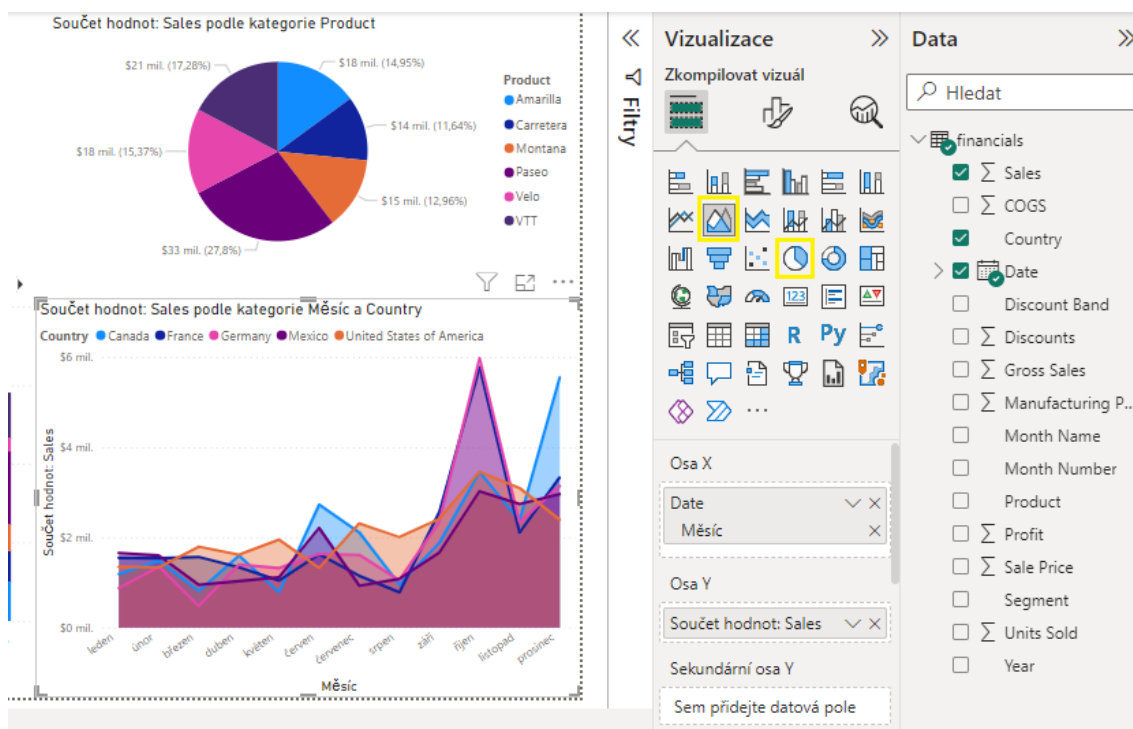 Součet hodnot: Sales podle kategorie Product
$21 mil. (17,28%)
$18 mil. (14,95%)
$14 mil. (11,64%)
$18 mil. (15,37%)
$15 mil. (12,96%)
$33 mil. (27,8%)
Product
Amarilla
Carretera
Montana
Paseo
Velo
VTT
Součet hodnot: Sales podle kategorie Měsíc a Country
Country Canada France Germany Mexico United States of America
$6 mil.
$4 mil.
$2 mil.
$0 mil.
Součet hodnot: Sales
leden
únor
březen
duben
květen
červen
červenec
srpen
září
říjen
listopad
prosinec
Měsíc
Filtry
Vizualizace
Zkompilovat vizuál
123
R
Py
Osa X
Date
Měsíc
Osa Y
Součet hodnot: Sales
Sekundární osa Y
Sem přidejte datová pole
Data
Hledat
financials
Sales
COGS
Country
Date
Discount Band
Discounts
Gross Sales
Manufacturing P...
Month Name
Month Number
Product
Profit
Sale Price
Segment
Units Sold
Year